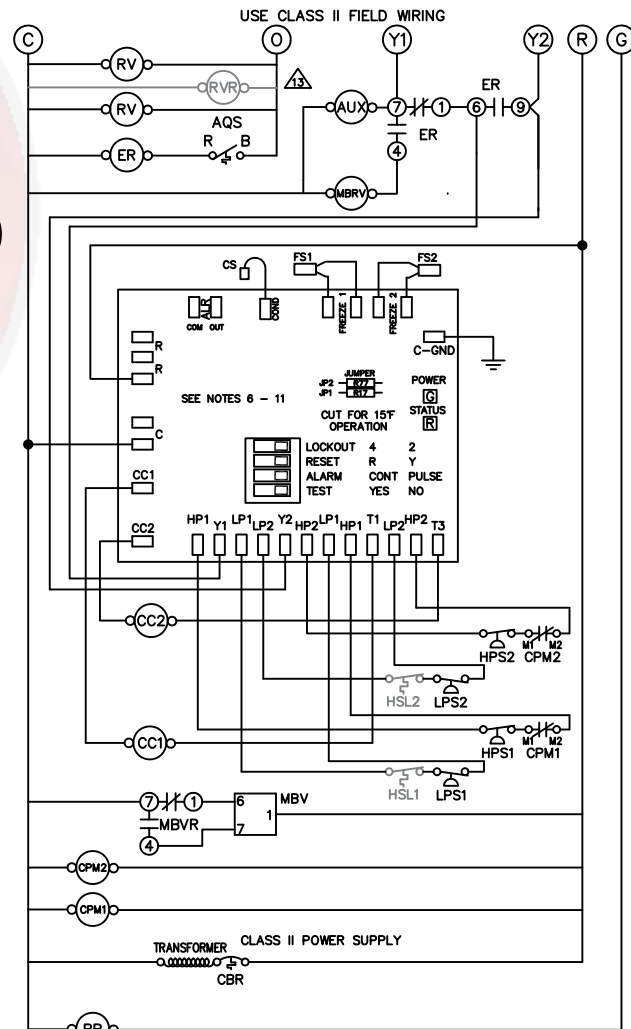 USE CLASS II FIELD WIRING
C O Y1 Y2 R G
RV
RVR 13
RV
AQS
ER R B
AUX 7 1 6 ER 9
ER
4
MBRV
CS FS1 FS2
COM ALR OUT COND FREEZE 1 FREEZE 2
C-GND
R
R
JUMPER
JP2 R77
JP1 R17
POWER
G
STATUS
R
SEE NOTES 6 - 11
CUT FOR 15°F
OPERATION
C
LOCKOUT 4 2
RESET R Y
ALARM CONT PULSE
TEST YES NO
CC1
CC2
HP1 Y1 LP1 LP2 Y2 HP2 LP1 HP1 T1 LP2 HP2 T3
CC2
M1 M2
HPS2 CPM2
HSL2 LPS2
M1 M2
HPS1 CPM1
CC1
HSL1 LPS1
7 1 6 MBV
1
MBVR 7
4
CPM2
CPM1
TRANSFORMER CLASS II POWER SUPPLY
CBR